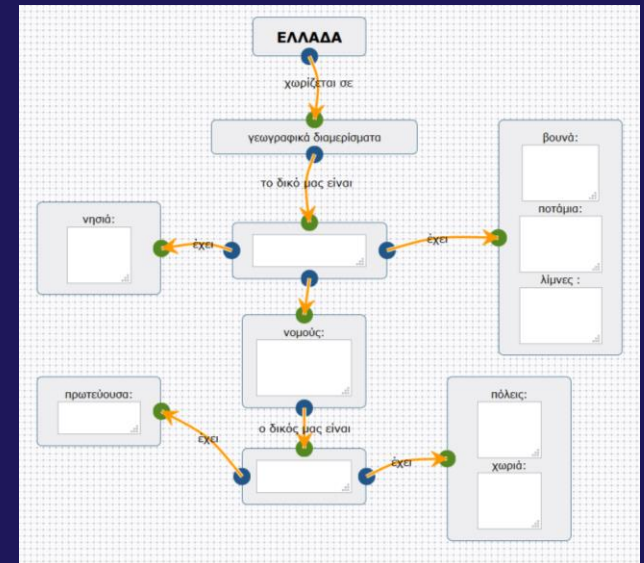 ΕΛΛΑΔΑ
χωρίζεται σε
γεωγραφικά διαμερίσματα
το δικό μας είναι
βουνά:
ποτάμια:
λίμνες :
νησιά:
έχει
έχει
νομούς:
πρωτεύουσα:
ο δικός μας είναι
έχει
έχει
πόλεις:
χωριά: